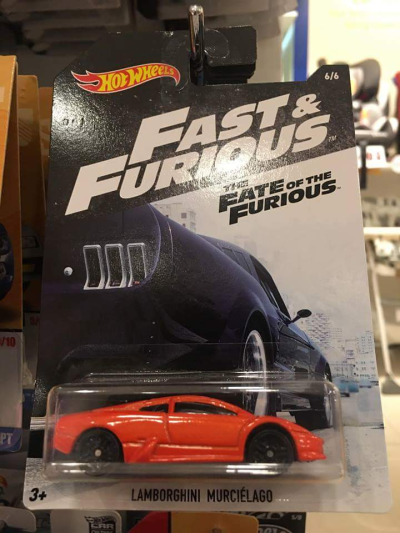 Hot Wheels
6/6
FAST &
FURIOUS
THE
FATE OF THE
FURIOUS
3+
LAMBORGHINI MURCIÉLAGO